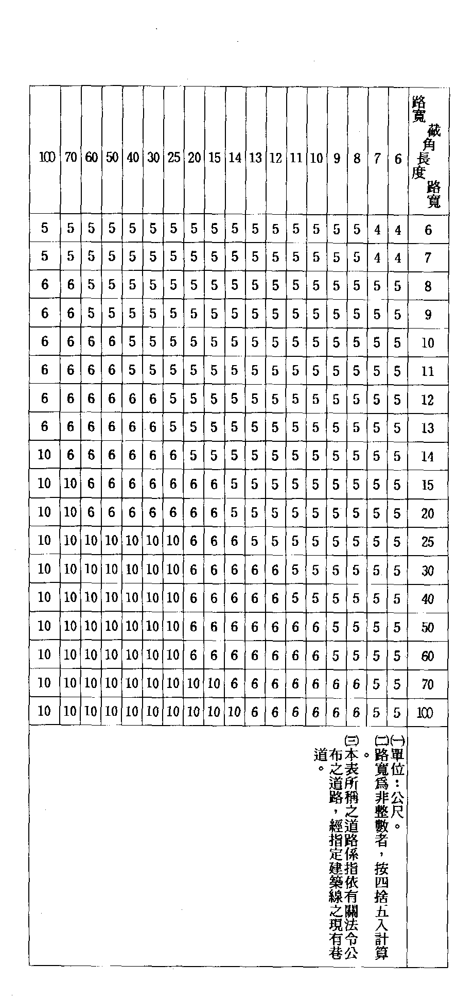 路寬 截角長度 路寬
100 70 60 50 40 30 25 20 15 14 13 12 11 10 9 8 7 6
5 5 5 5 5 5 5 5 5 5 5 5 5 5 5 5 4 4 6
5 5 5 5 5 5 5 5 5 5 5 5 5 5 5 5 4 4 7
6 6 5 5 5 5 5 5 5 5 5 5 5 5 5 5 5 5 8
6 6 5 5 5 5 5 5 5 5 5 5 5 5 5 5 5 5 9
6 6 6 6 5 5 5 5 5 5 5 5 5 5 5 5 5 5 10
6 6 6 6 5 5 5 5 5 5 5 5 5 5 5 5 5 5 11
6 6 6 6 6 6 5 5 5 5 5 5 5 5 5 5 5 5 12
6 6 6 6 6 6 5 5 5 5 5 5 5 5 5 5 5 5 13
10 6 6 6 6 6 6 5 5 5 5 5 5 5 5 5 5 5 14
10 10 6 6 6 6 6 6 6 5 5 5 5 5 5 5 5 5 15
10 10 6 6 6 6 6 6 6 5 5 5 5 5 5 5 5 5 20
10 10 10 10 10 10 10 6 6 6 5 5 5 5 5 5 5 5 25
10 10 10 10 10 10 10 6 6 6 6 6 5 5 5 5 5 5 30
10 10 10 10 10 10 10 6 6 6 6 6 5 5 5 5 5 5 40
10 10 10 10 10 10 10 6 6 6 6 6 6 6 5 5 5 5 50
10 10 10 10 10 10 10 6 6 6 6 6 6 6 5 5 5 5 60
10 10 10 10 10 10 10 10 10 6 6 6 6 6 6 6 5 5 70
10 10 10 10 10 10 10 10 10 10 6 6 6 6 6 6 5 5 100
㈠單位：公尺。
㈡路寬爲非整數者，按四捨五入計算
。
㈢本表所稱之道路係指依有關法令公
布之道路，經指定建築線之現有巷
道。